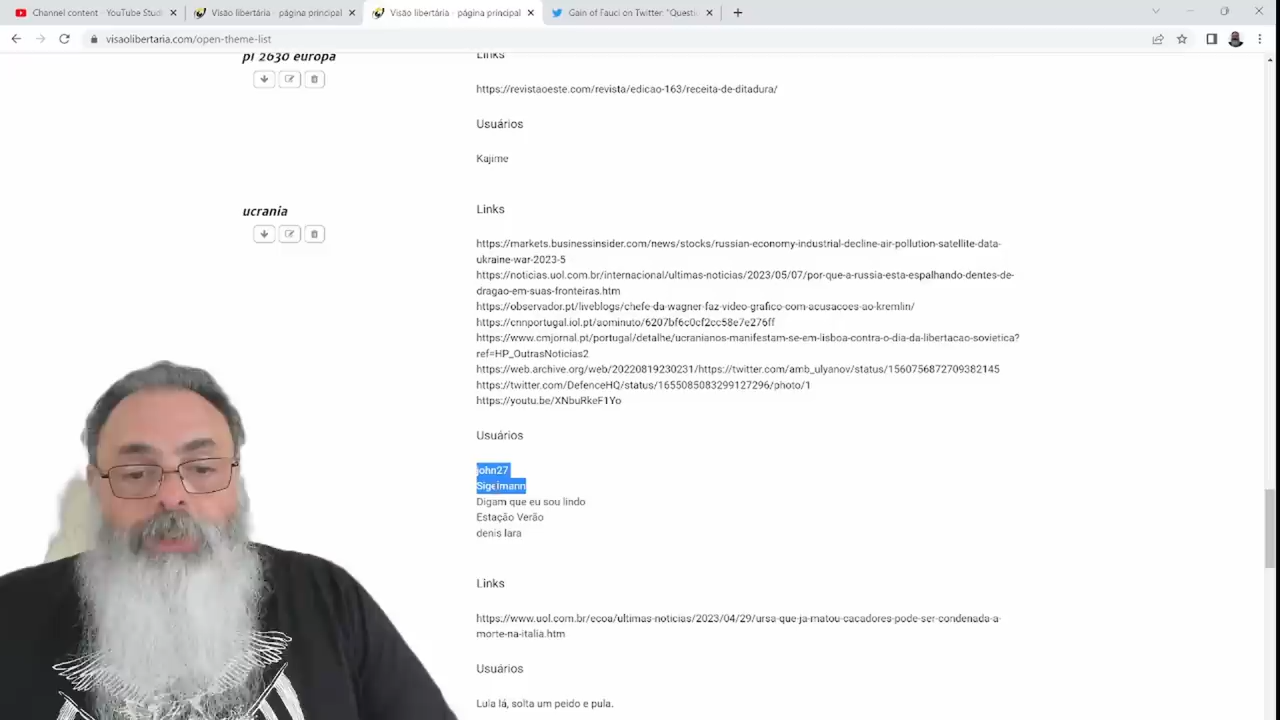 Channel content - YouTube Studi
Visão libertária - página principal
Visão libertária - página principal
Gain of Fauci on Twitter: "Questi
visaolibertaria.com/open-theme-list
pl 2630 europa
Links
https://revistaoeste.com/revista/edicao-163/receita-de-ditadura/
Usuários
Kajime
ucrania
Links
https://markets.businessinsider.com/news/stocks/russian-economy-industrial-decline-air-pollution-satellite-data-
ukraine-war-2023-5
https://noticias.uol.com.br/internacional/ultimas-noticias/2023/05/07/por-que-a-russia-esta-espalhando-dentes-de-
dragao-em-suas-fronteiras.htm
https://observador.pt/liveblogs/chefe-da-wagner-faz-video-grafico-com-acusacoes-ao-kremlin/
https://cnnportugal.iol.pt/aominuto/6207bf6c0cf2cc58e7e276ff
https://www.cmjornal.pt/portugal/detalhe/ucranianos-manifestam-se-em-lisboa-contra-o-dia-da-libertacao-sovietica?
ref=HP_OutrasNoticias2
https://web.archive.org/web/20220819230231/https://twitter.com/amb_ulyanov/status/1560756872709382145
https://twitter.com/DefenceHQ/status/1655085083299127296/photo/1
https://youtu.be/XNbuRkeF1Yo
Usuários
john27
Sigelmann
Digam que eu sou lindo
Estação Verão
denis lara
Links
https://www.uol.com.br/ecoa/ultimas-noticias/2023/04/29/ursa-que-ja-matou-cacadores-pode-ser-condenada-a-
morte-na-italia.htm
Usuários
Lula lá, solta um peido e pula.